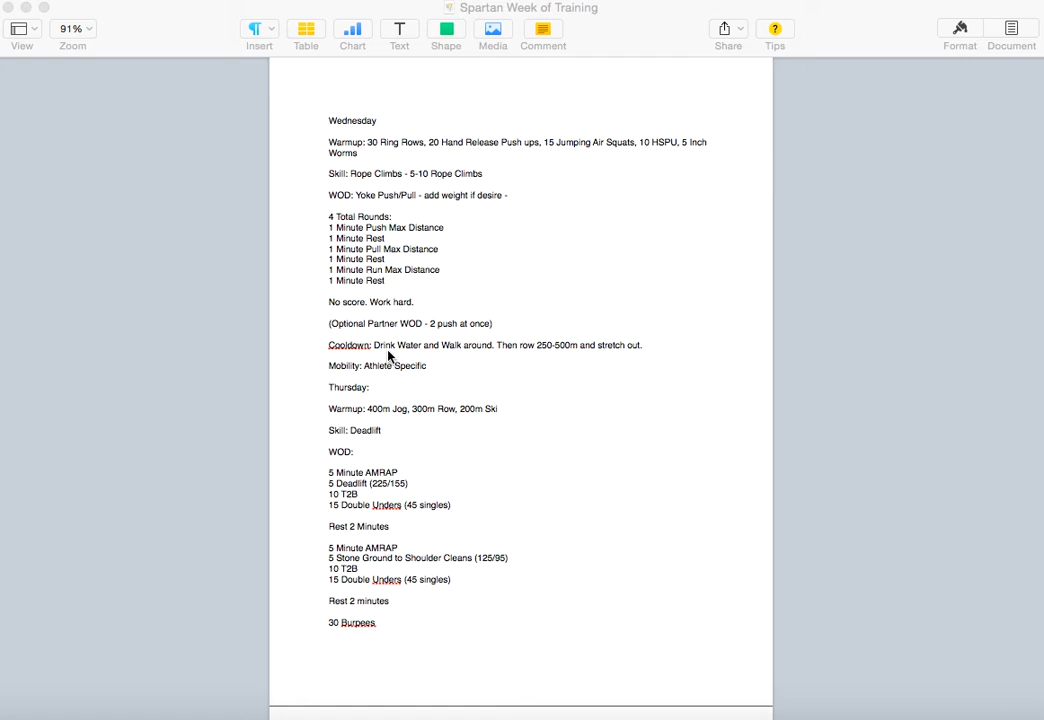 Spartan Week of Training
91%
View Zoom Insert Table Chart Text Shape Media Comment Share Tips Format Document
Wednesday
Warmup: 30 Ring Rows, 20 Hand Release Push ups, 15 Jumping Air Squats, 10 HSPU, 5 Inch
Worms
Skill: Rope Climbs - 5-10 Rope Climbs
WOD: Yoke Push/Pull - add weight if desire -
4 Total Rounds:
1 Minute Push Max Distance
1 Minute Rest
1 Minute Pull Max Distance
1 Minute Rest
1 Minute Run Max Distance
1 Minute Rest
No score. Work hard.
(Optional Partner WOD - 2 push at once)
Cooldown: Drink Water and Walk around. Then row 250-500m and stretch out.
Mobility: Athlete Specific
Thursday:
Warmup: 400m Jog, 300m Row, 200m Ski
Skill: Deadlift
WOD:
5 Minute AMRAP
5 Deadlift (225/155)
10 T2B
15 Double Unders (45 singles)
Rest 2 Minutes
5 Minute AMRAP
5 Stone Ground to Shoulder Cleans (125/95)
10 T2B
15 Double Unders (45 singles)
Rest 2 minutes
30 Burpees